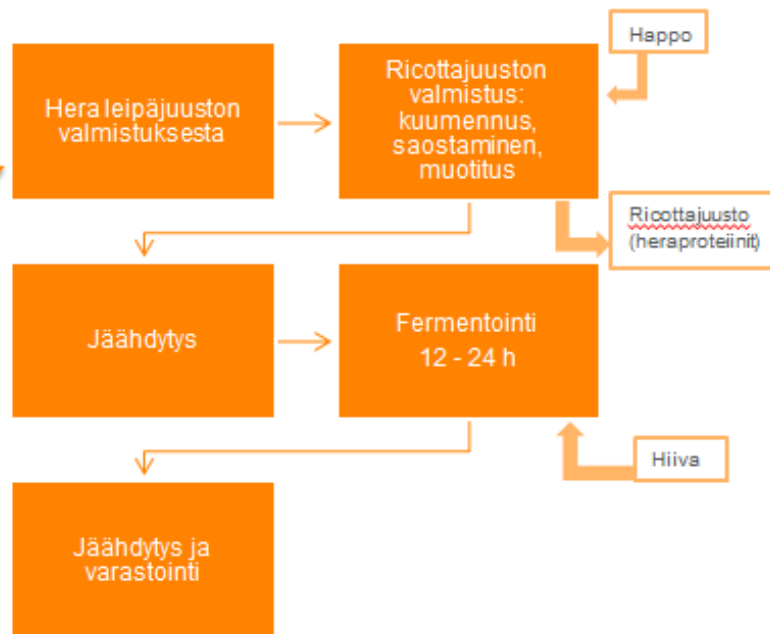 Hera leipäjuuston
valmistuksesta
Ricottajuuston
valmistus:
kuumennus,
saostaminen,
muotitus
Happo
Ricottajuusto
(heraproteiinit)
Jäähdytys
Fermentointi
12 - 24 h
Hiiva
Jäähdytys ja
varastointi